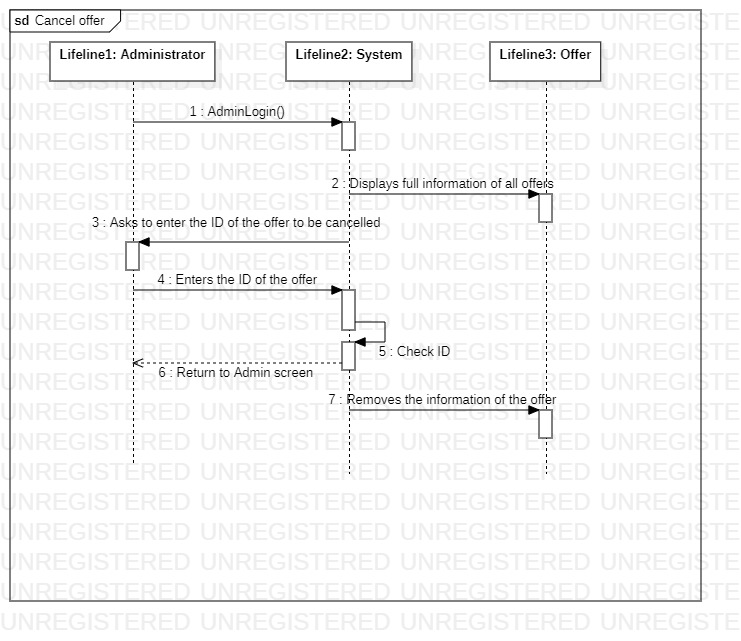 sd Cancel offer
Lifeline1: Administrator
Lifeline2: System
Lifeline3: Offer
1 : AdminLogin()
2 : Displays full information of all offers
3 : Asks to enter the ID of the offer to be cancelled
4 : Enters the ID of the offer
5 : Check ID
6 : Return to Admin screen
7 : Removes the information of the offer
UNREGISTERED UNREGISTERED UNREGISTERED UNREGISTERED